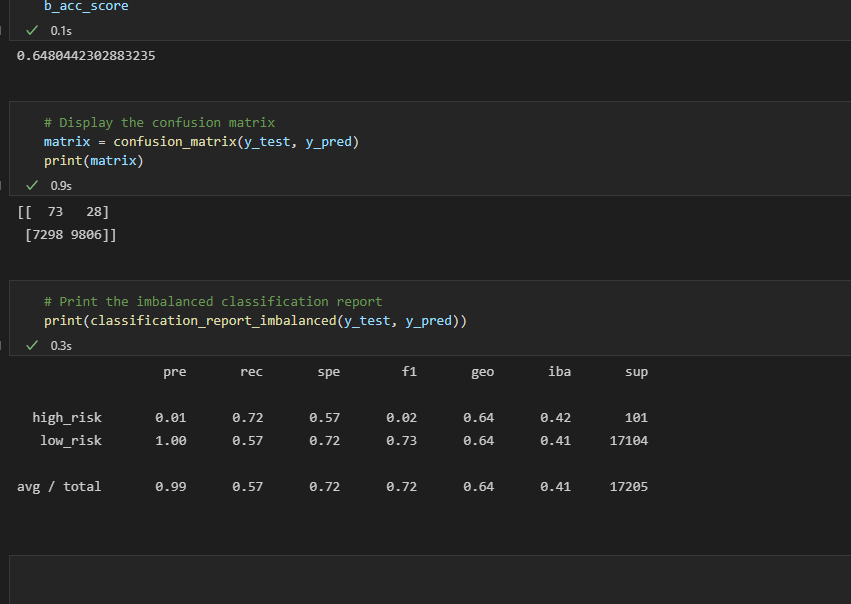 b_acc_score
0.1s
0.6480442302883235
# Display the confusion matrix
matrix = confusion_matrix(y_test, y_pred)
print(matrix)
0.9s
[[  73   28]
 [7298 9806]]
# Print the imbalanced classification report
print(classification_report_imbalanced(y_test, y_pred))
0.3s
pre rec spe f1 geo iba sup
high_risk 0.01 0.72 0.57 0.02 0.64 0.42 101
low_risk 1.00 0.57 0.72 0.73 0.64 0.41 17104
avg / total 0.99 0.57 0.72 0.72 0.64 0.41 17205